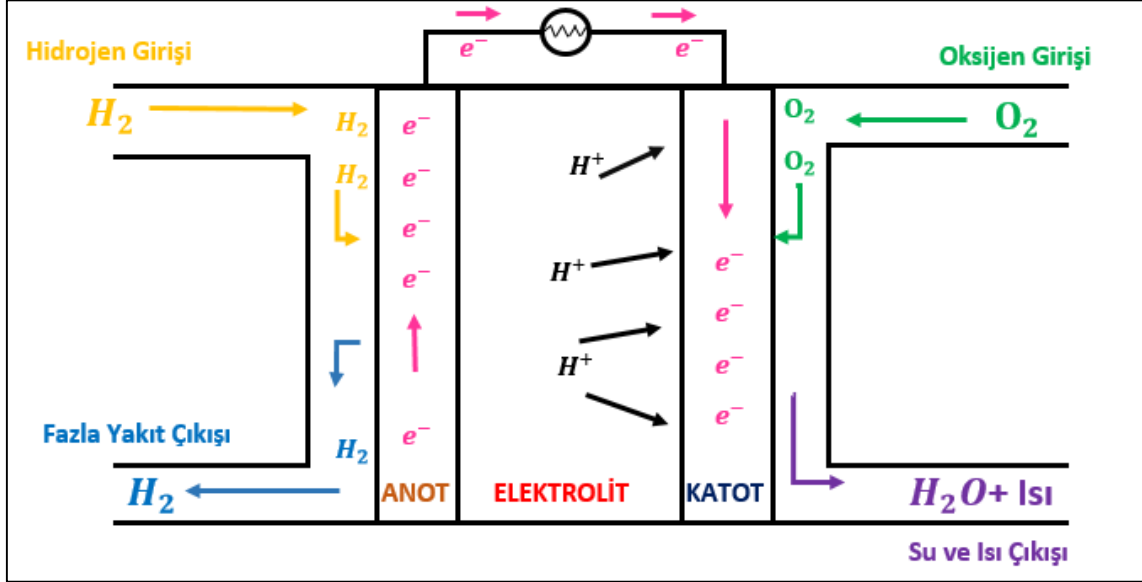 e⁻ e⁻
Hidrojen Girişi
Oksijen Girişi
H₂
H₂
e⁻
O₂
O₂
H₂
e⁻
H⁺
O₂
e⁻
e⁻
H⁺
e⁻
e⁻
H⁺
e⁻
e⁻
Fazla Yakıt Çıkışı
H₂
e⁻
H₂
ANOT
ELEKTROLİT
KATOT
H₂O+ Isı
Su ve Isı Çıkışı